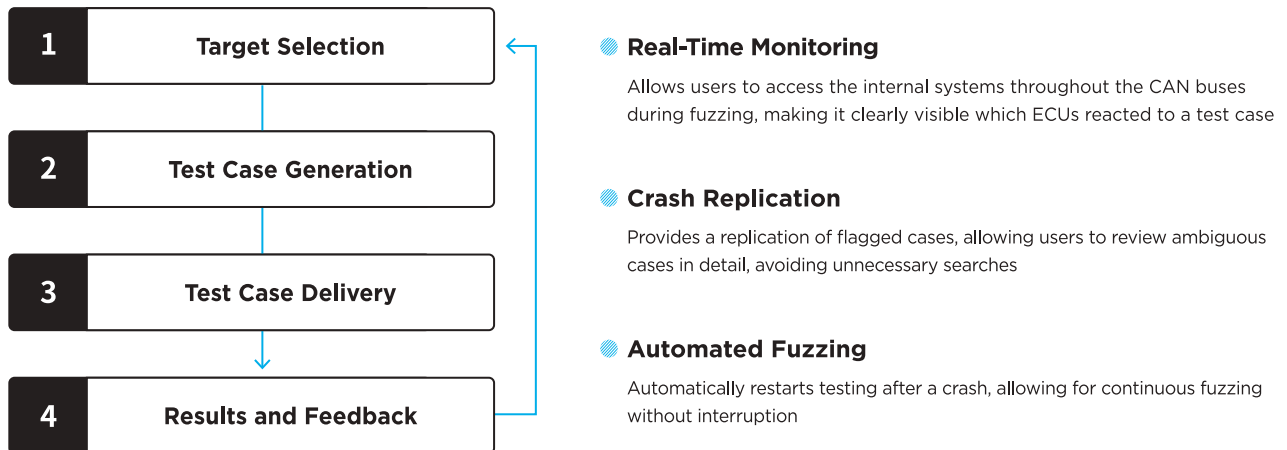 1
Target Selection
2
Test Case Generation
3
Test Case Delivery
4
Results and Feedback
Real-Time Monitoring
Allows users to access the internal systems throughout the CAN buses
during fuzzing, making it clearly visible which ECUs reacted to a test case
Crash Replication
Provides a replication of flagged cases, allowing users to review ambiguous
cases in detail, avoiding unnecessary searches
Automated Fuzzing
Automatically restarts testing after a crash, allowing for continuous fuzzing
without interruption